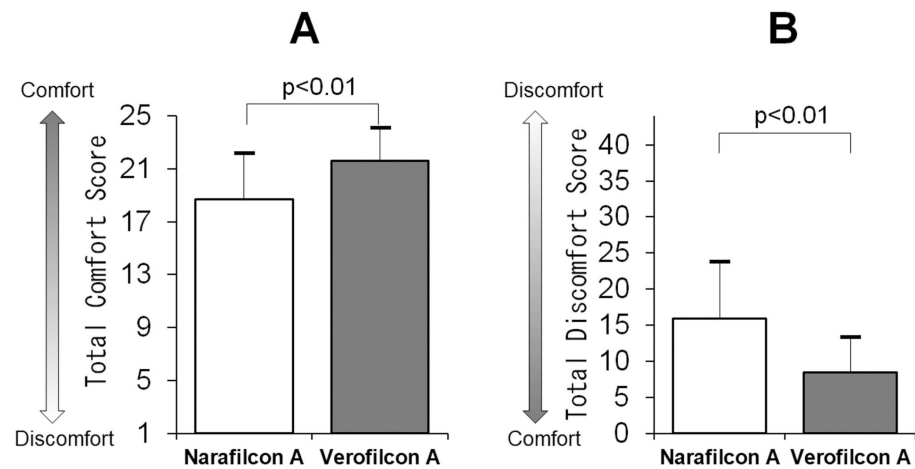 A
Comfort
Discomfort
Total Comfort Score
25
21
17
13
9
5
1
p<0.01
Narafilcon A
Verofilcon A
B
Discomfort
Comfort
Total Discomfort Score
40
35
30
25
20
15
10
5
0
p<0.01
Narafilcon A
Verofilcon A